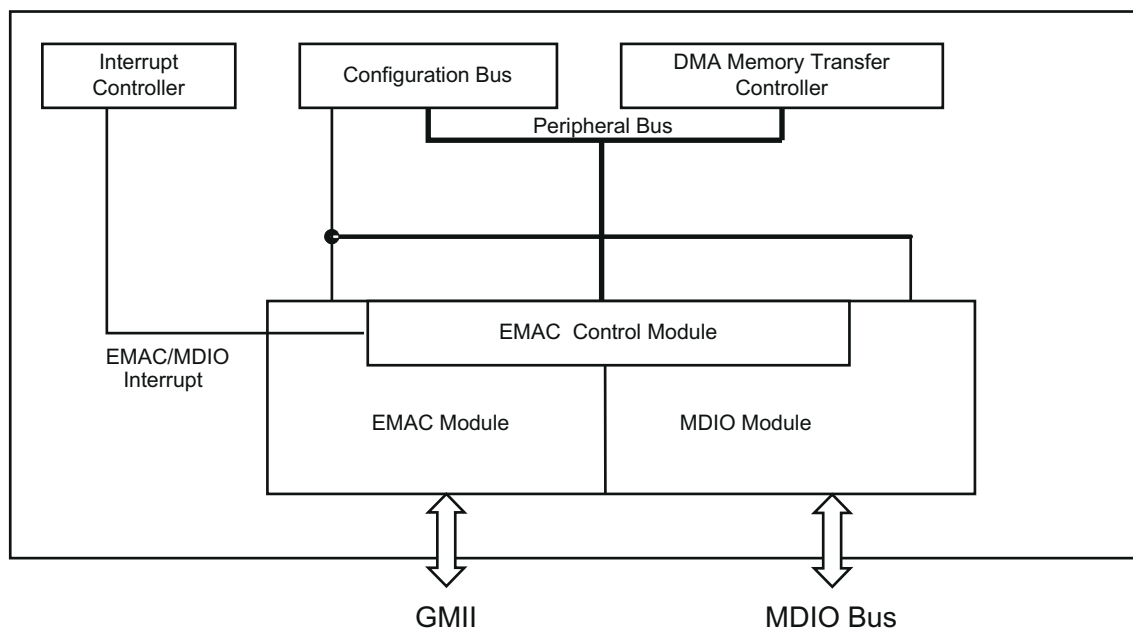 Interrupt
Controller
Configuration Bus
DMA Memory Transfer
Controller
Peripheral Bus
EMAC Control Module
EMAC/MDIO
Interrupt
EMAC Module
MDIO Module
GMII
MDIO Bus